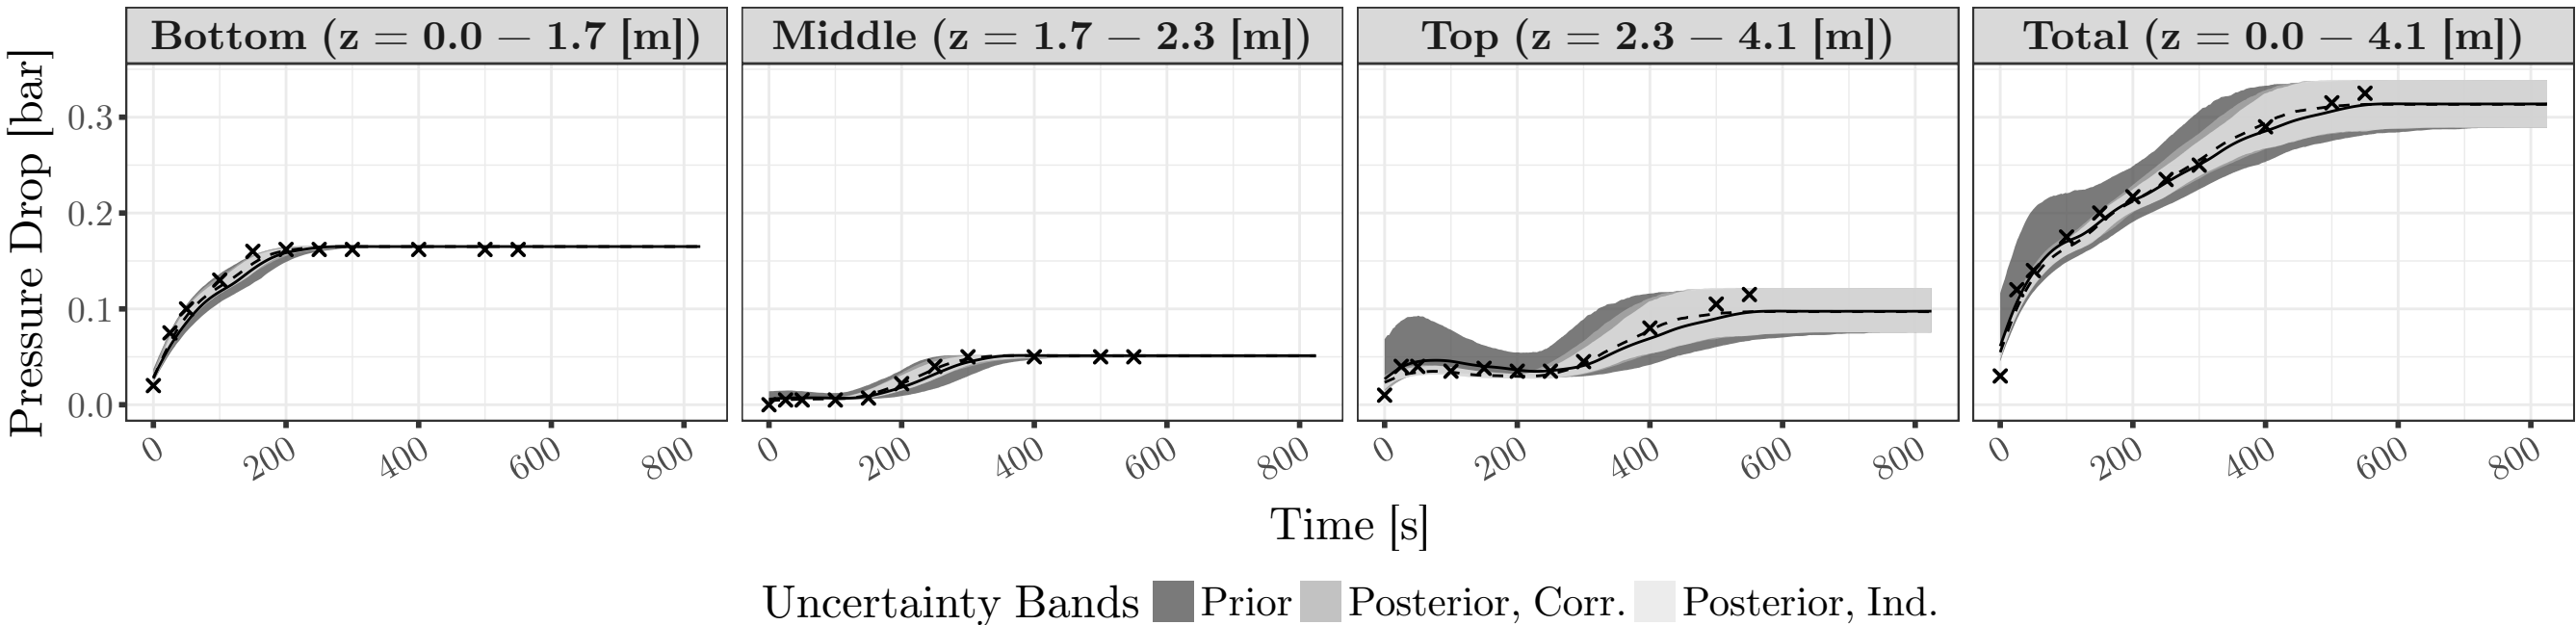 Bottom (z = 0.0 − 1.7 [m])
Middle (z = 1.7 − 2.3 [m])
Top (z = 2.3 − 4.1 [m])
Total (z = 0.0 − 4.1 [m])
Pressure Drop [bar]
0.3
0.2
0.1
0.0
0 200 400 600 800
0 200 400 600 800
0 200 400 600 800
0 200 400 600 800
Time [s]
Uncertainty Bands Prior Posterior, Corr. Posterior, Ind.